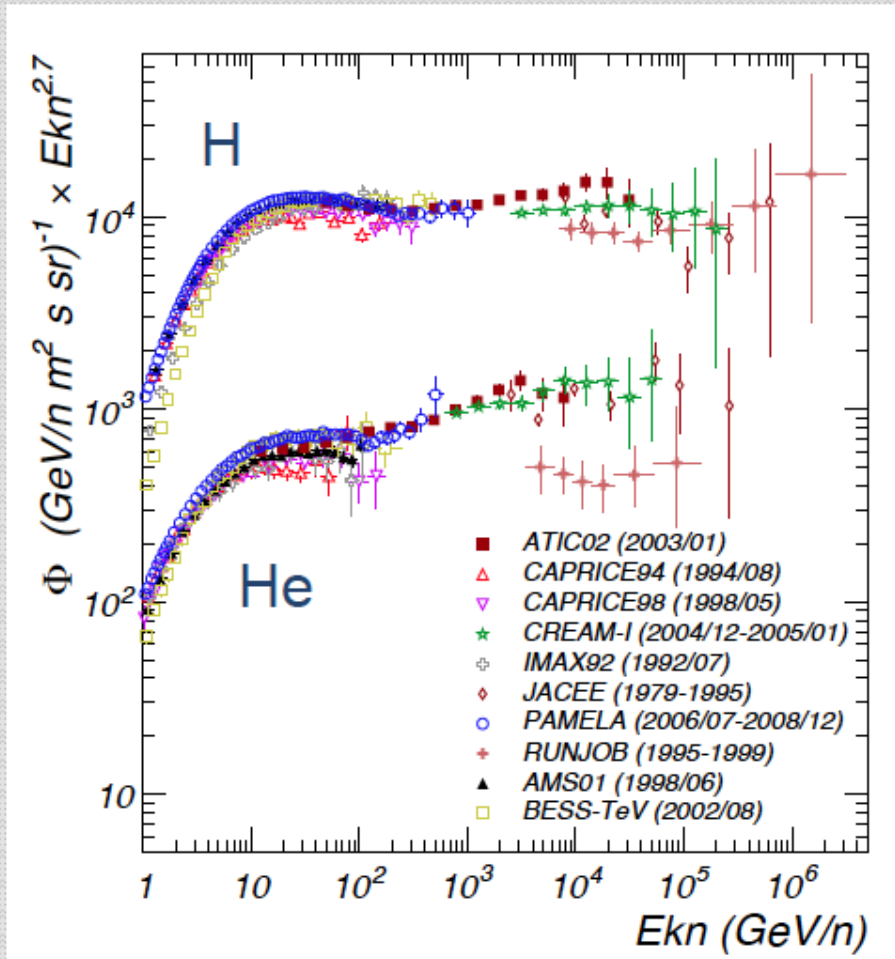 Φ (GeV/n m² s sr)⁻¹ × Ekn²·⁷
H
He
10⁴
10³
10²
10
ATIC02 (2003/01)
CAPRICE94 (1994/08)
CAPRICE98 (1998/05)
CREAM-I (2004/12-2005/01)
IMAX92 (1992/07)
JACEE (1979-1995)
PAMELA (2006/07-2008/12)
RUNJOB (1995-1999)
AMS01 (1998/06)
BESS-TeV (2002/08)
1 10 10² 10³ 10⁴ 10⁵ 10⁶
Ekn (GeV/n)